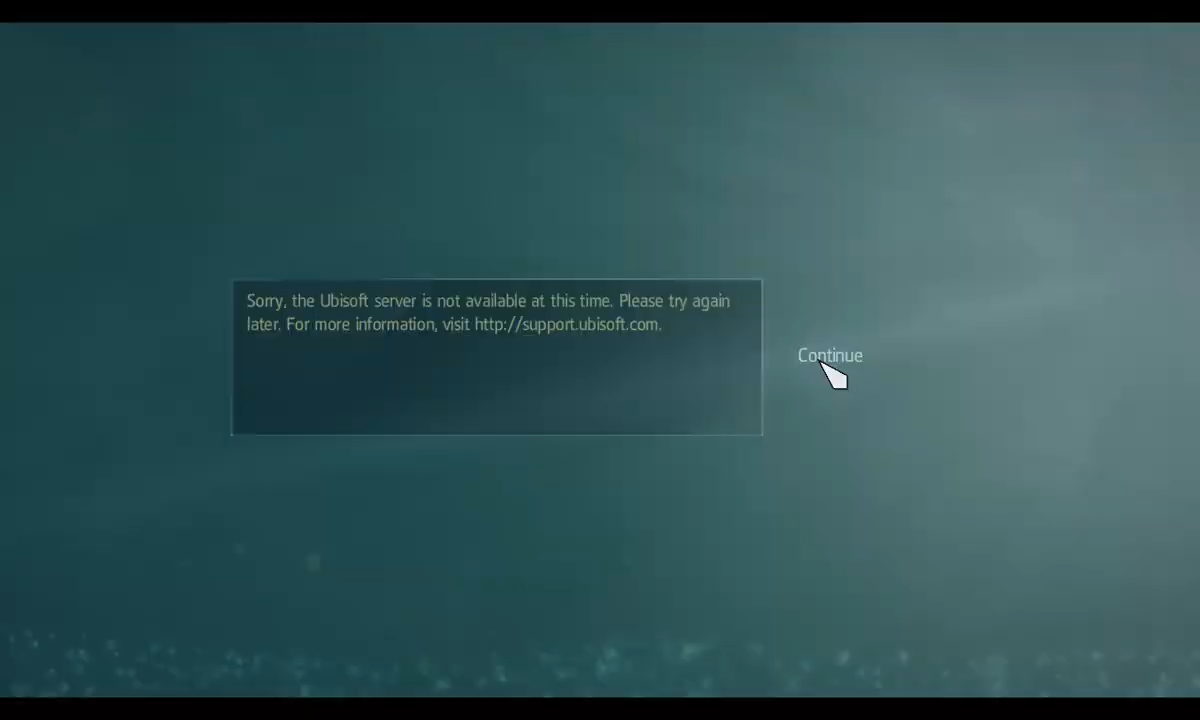 Sorry, the Ubisoft server is not available at this time. Please try again
later. For more information, visit http://support.ubisoft.com.
Continue